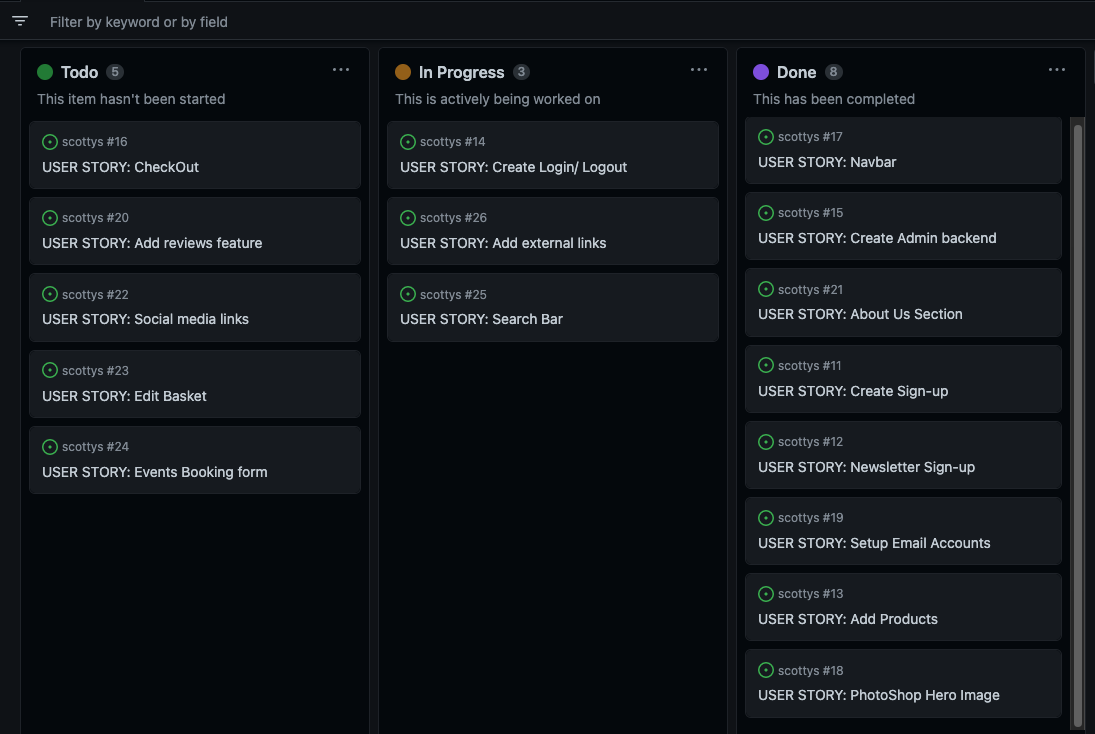 Filter by keyword or by field
Todo 5
This item hasn't been started
scottys #16
USER STORY: CheckOut
scottys #20
USER STORY: Add reviews feature
scottys #22
USER STORY: Social media links
scottys #23
USER STORY: Edit Basket
scottys #24
USER STORY: Events Booking form
In Progress 3
This is actively being worked on
scottys #14
USER STORY: Create Login/ Logout
scottys #26
USER STORY: Add external links
scottys #25
USER STORY: Search Bar
Done 8
This has been completed
scottys #17
USER STORY: Navbar
scottys #15
USER STORY: Create Admin backend
scottys #21
USER STORY: About Us Section
scottys #11
USER STORY: Create Sign-up
scottys #12
USER STORY: Newsletter Sign-up
scottys #19
USER STORY: Setup Email Accounts
scottys #13
USER STORY: Add Products
scottys #18
USER STORY: PhotoShop Hero Image